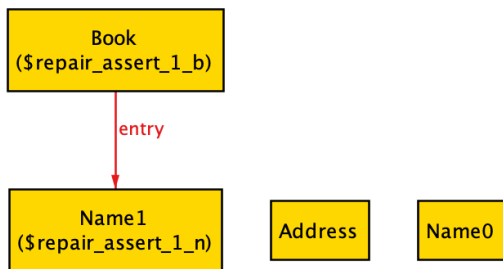 Book
($repair_assert_1_b)
entry
Name1
($repair_assert_1_n)
Address
Name0